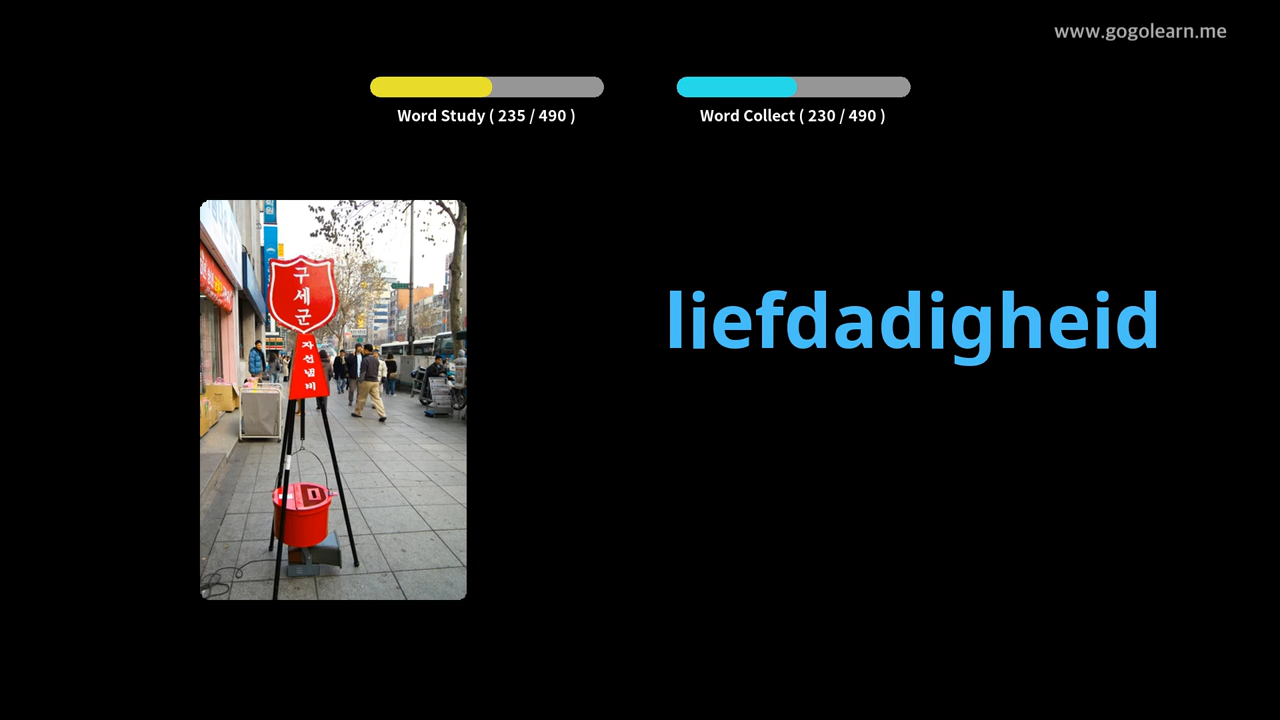 www.gogolearn.me
Word Study ( 235 / 490 )
Word Collect ( 230 / 490 )
liefdadigheid
구세군
자선냄비